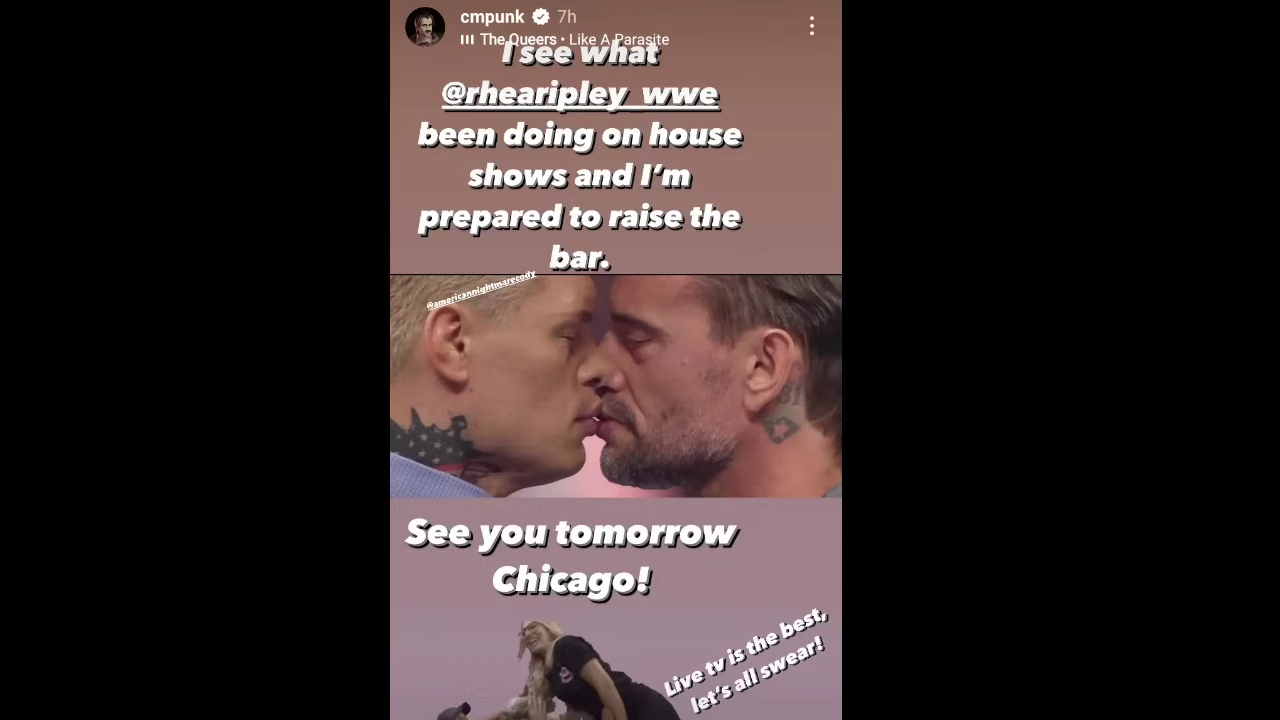 cmpunk 7h
The Queers • Like A Parasite
I see what
@rhearipley_wwe
been doing on house
shows and I'm
prepared to raise the
bar.
@americannightmarecody
See you tomorrow
Chicago!
Live tv is the best,
let's all swear!